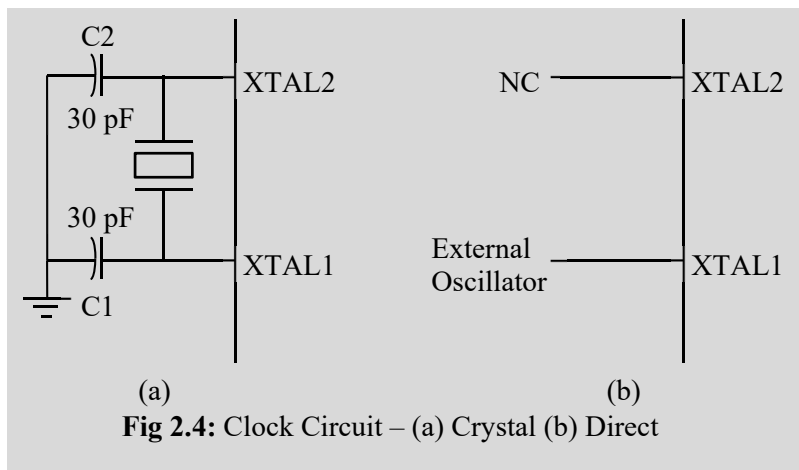 C2
XTAL2
30 pF
30 pF
XTAL1
C1
(a)
NC
XTAL2
External
Oscillator
XTAL1
(b)
Fig 2.4: Clock Circuit – (a) Crystal (b) Direct